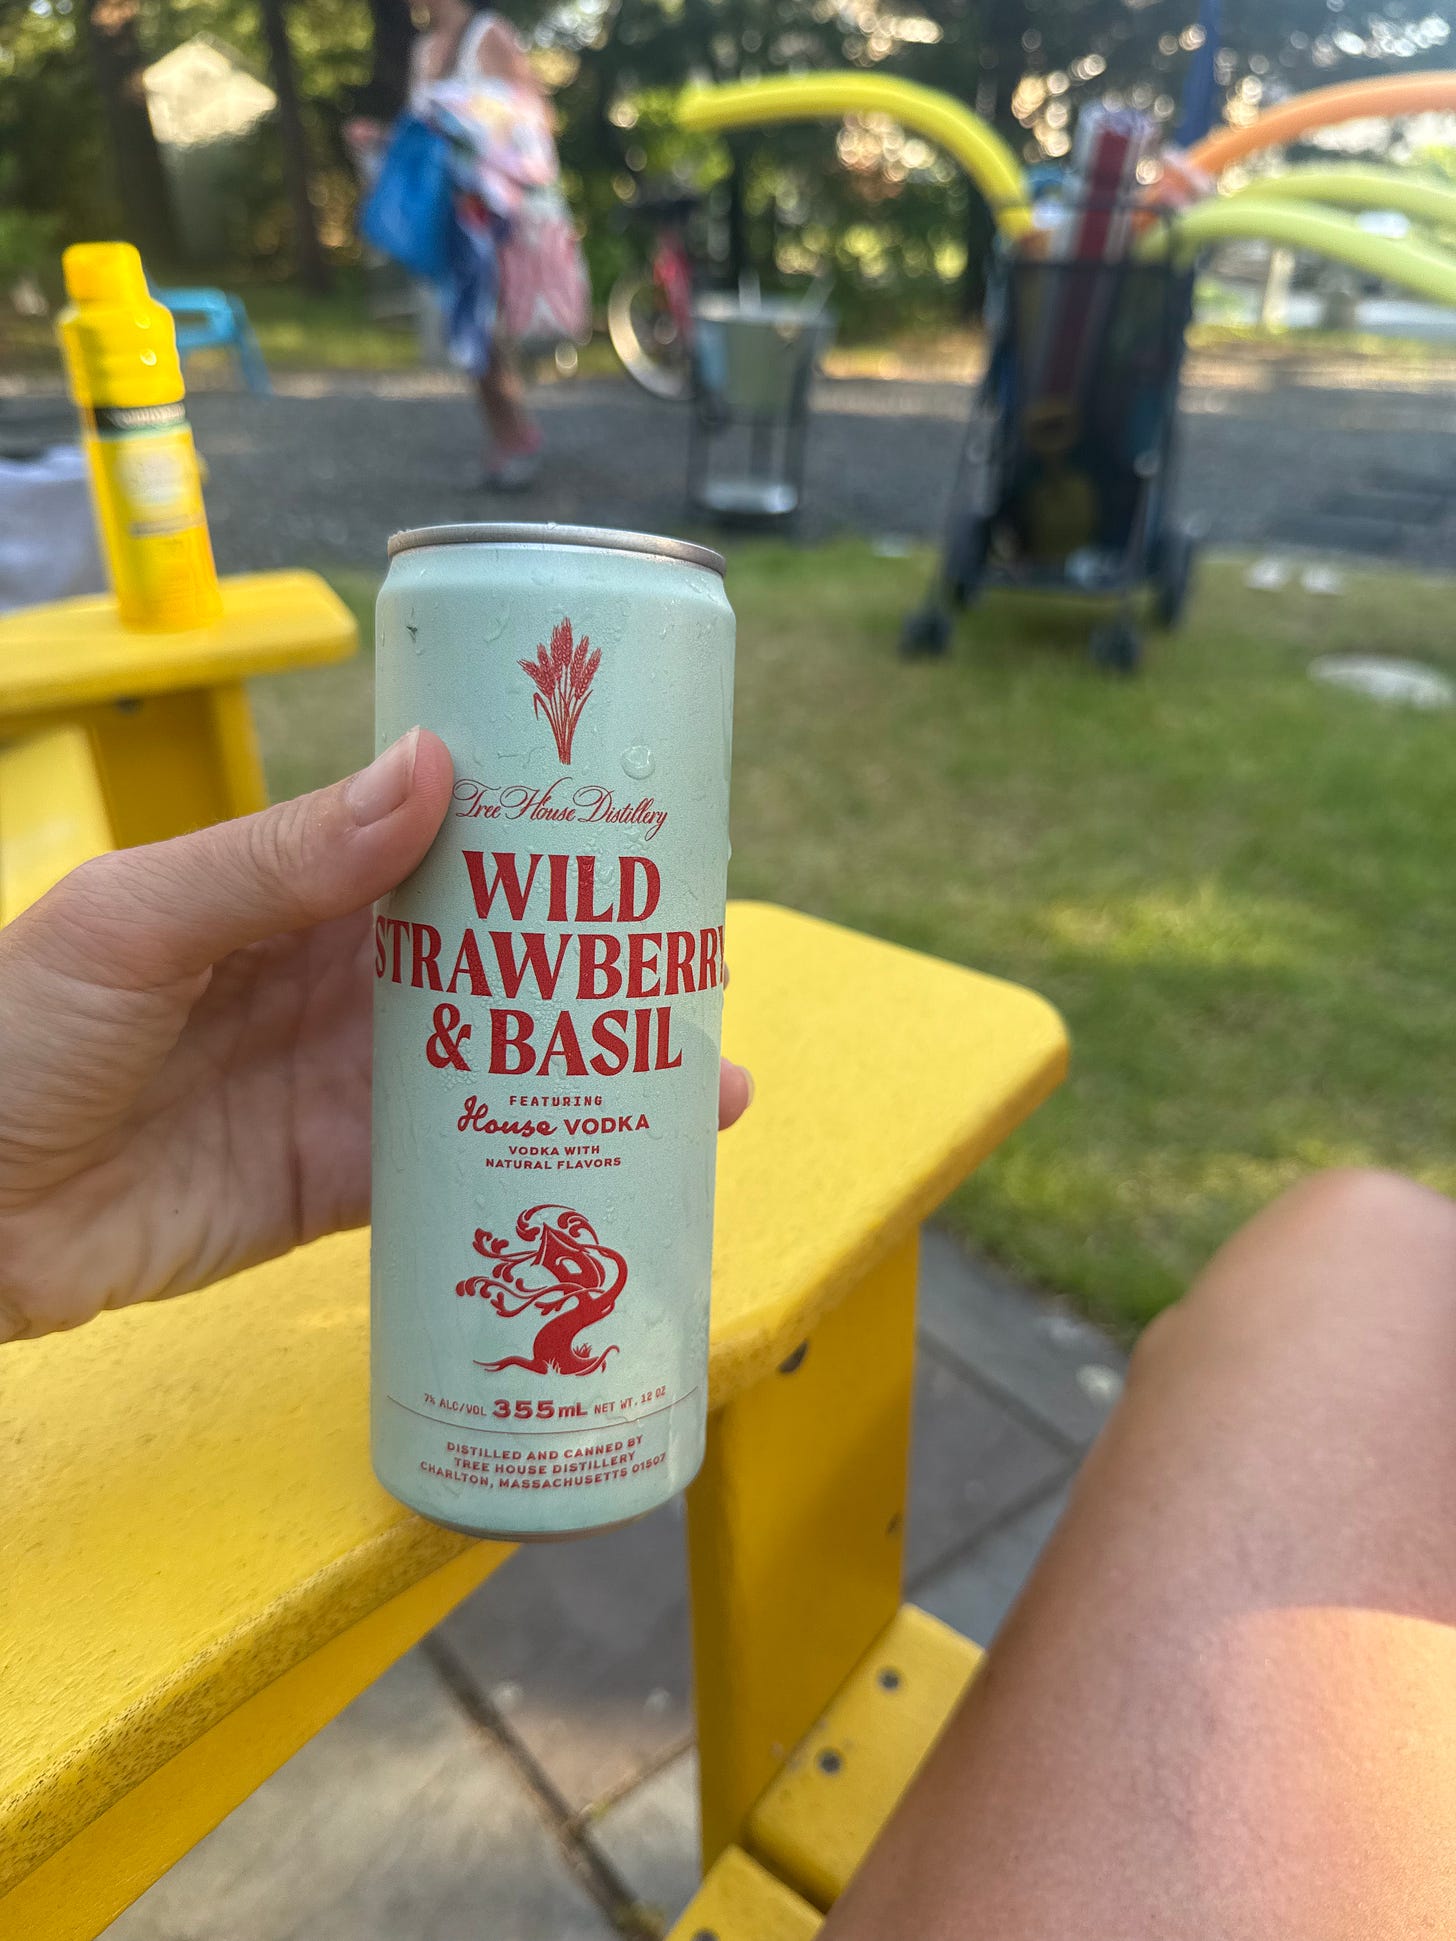 Tree House Distillery
WILD
STRAWBERRY
& BASIL
FEATURING
House VODKA
VODKA WITH
NATURAL FLAVORS
7% ALC/VOL 355mL NET WT. 12 OZ
DISTILLED AND CANNED BY
TREE HOUSE DISTILLERY
CHARLTON, MASSACHUSETTS 01507